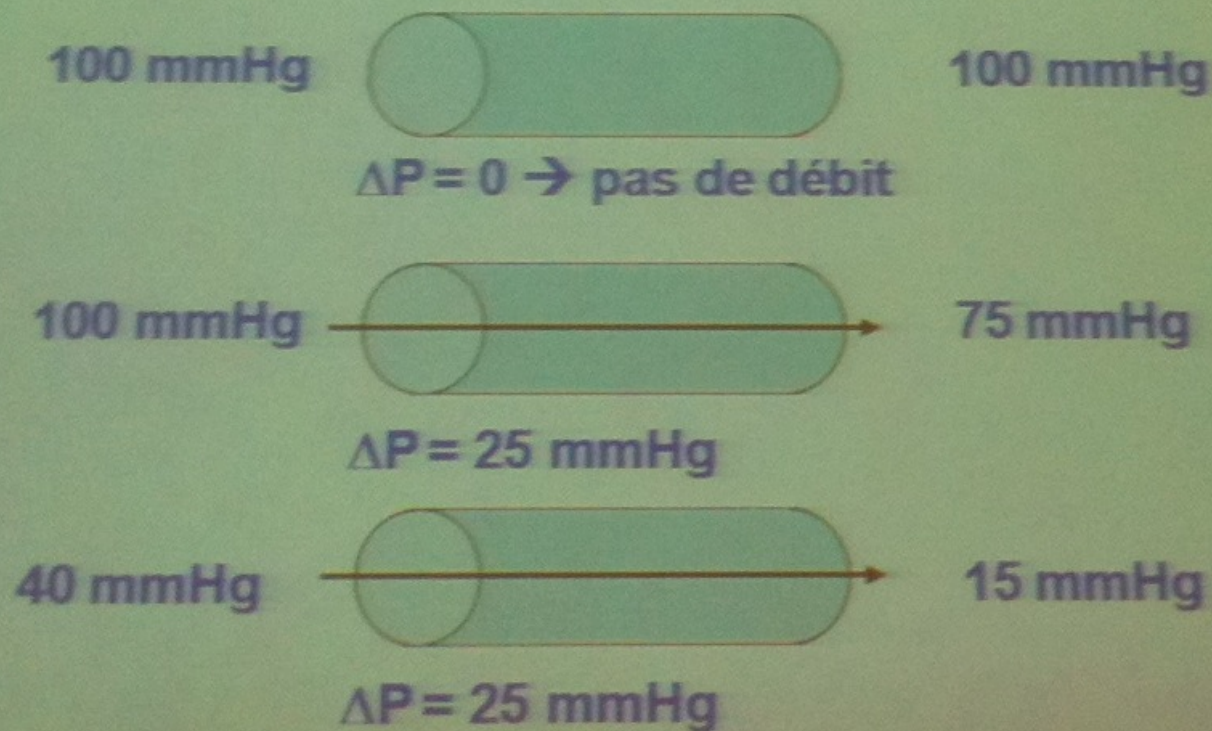 100 mmHg 100 mmHg
ΔP = 0 → pas de débit
100 mmHg 75 mmHg
ΔP = 25 mmHg
40 mmHg 15 mmHg
ΔP = 25 mmHg